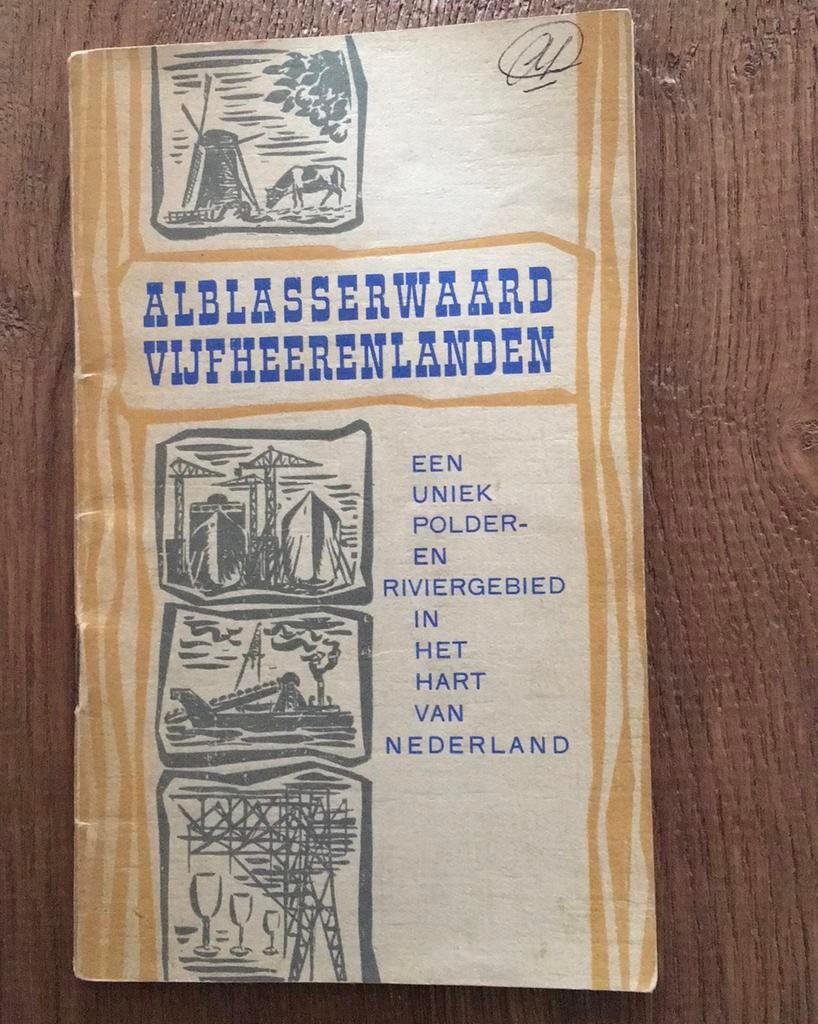 ALBLASSERWAARD
VIJFHEERENLANDEN
EEN
UNIEK
POLDER-
EN
RIVIERGEBIED
IN
HET
HART
VAN
NEDERLAND